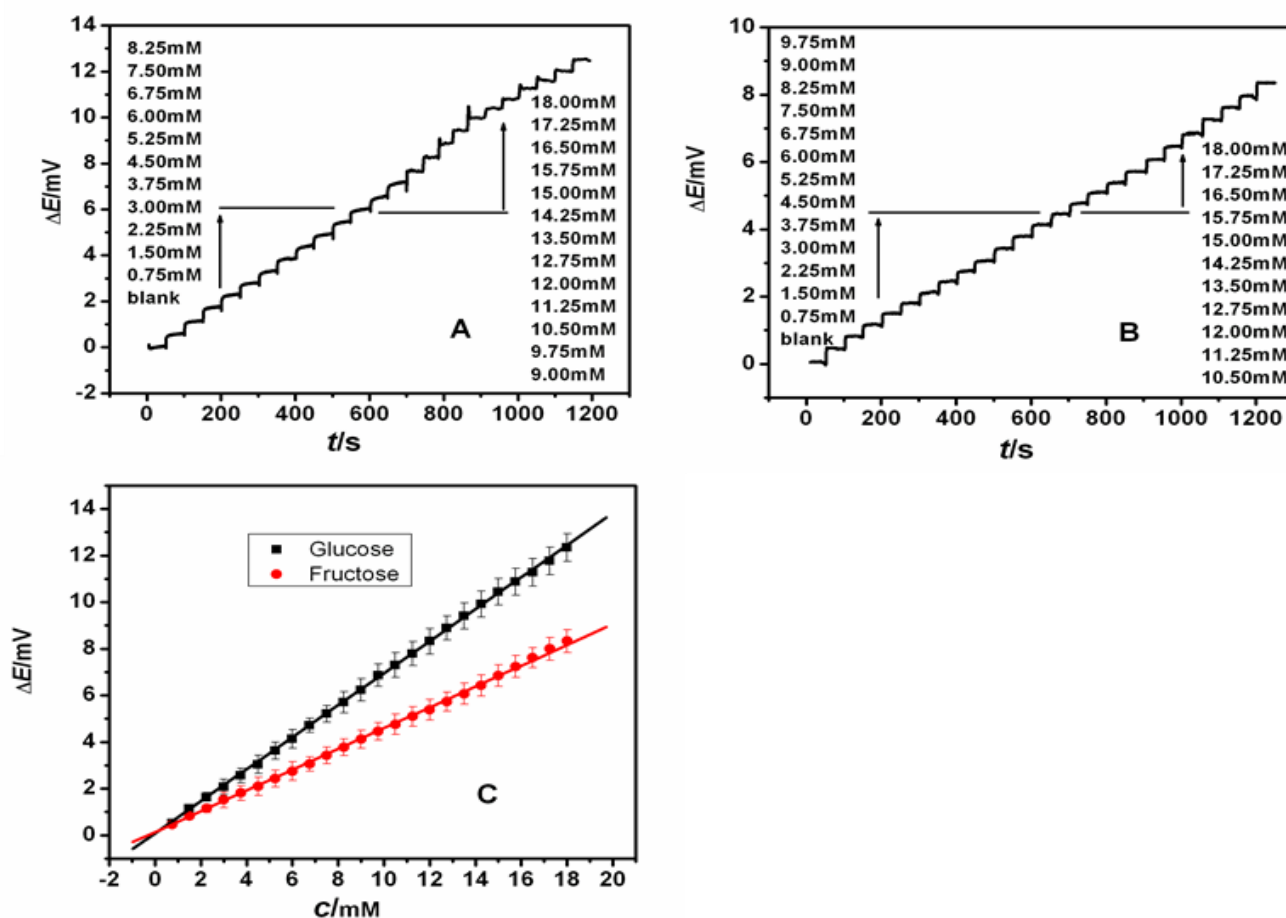 14
12
10
8
6
4
2
0
-2
ΔE/mV
8.25mM
7.50mM
6.75mM
6.00mM
5.25mM
4.50mM
3.75mM
3.00mM
2.25mM
1.50mM
0.75mM
blank
18.00mM
17.25mM
16.50mM
15.75mM
15.00mM
14.25mM
13.50mM
12.75mM
12.00mM
11.25mM
10.50mM
9.75mM
9.00mM
A
0 200 400 600 800 1000 1200
t/s
10
8
6
4
2
0
ΔE/mV
9.75mM
9.00mM
8.25mM
7.50mM
6.75mM
6.00mM
5.25mM
4.50mM
3.75mM
3.00mM
2.25mM
1.50mM
0.75mM
blank
18.00mM
17.25mM
16.50mM
15.75mM
15.00mM
14.25mM
13.50mM
12.75mM
12.00mM
11.25mM
10.50mM
B
0 200 400 600 800 1000 1200
t/s
14
12
10
8
6
4
2
0
ΔE/mV
Glucose
Fructose
C
-2 0 2 4 6 8 10 12 14 16 18 20
c/mM